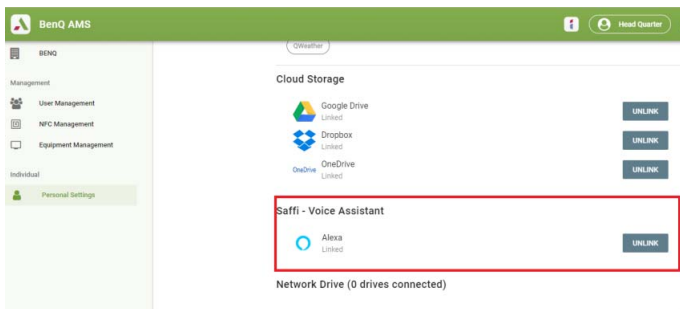 BenQ AMS
Head Quarter
BENQ
Management
User Management
NFC Management
Equipment Management
Individual
Personal Settings
QWeather
Cloud Storage
Google Drive
Linked
UNLINK
Dropbox
Linked
UNLINK
OneDrive
OneDrive
Linked
UNLINK
Saffi - Voice Assistant
Alexa
Linked
UNLINK
Network Drive (0 drives connected)